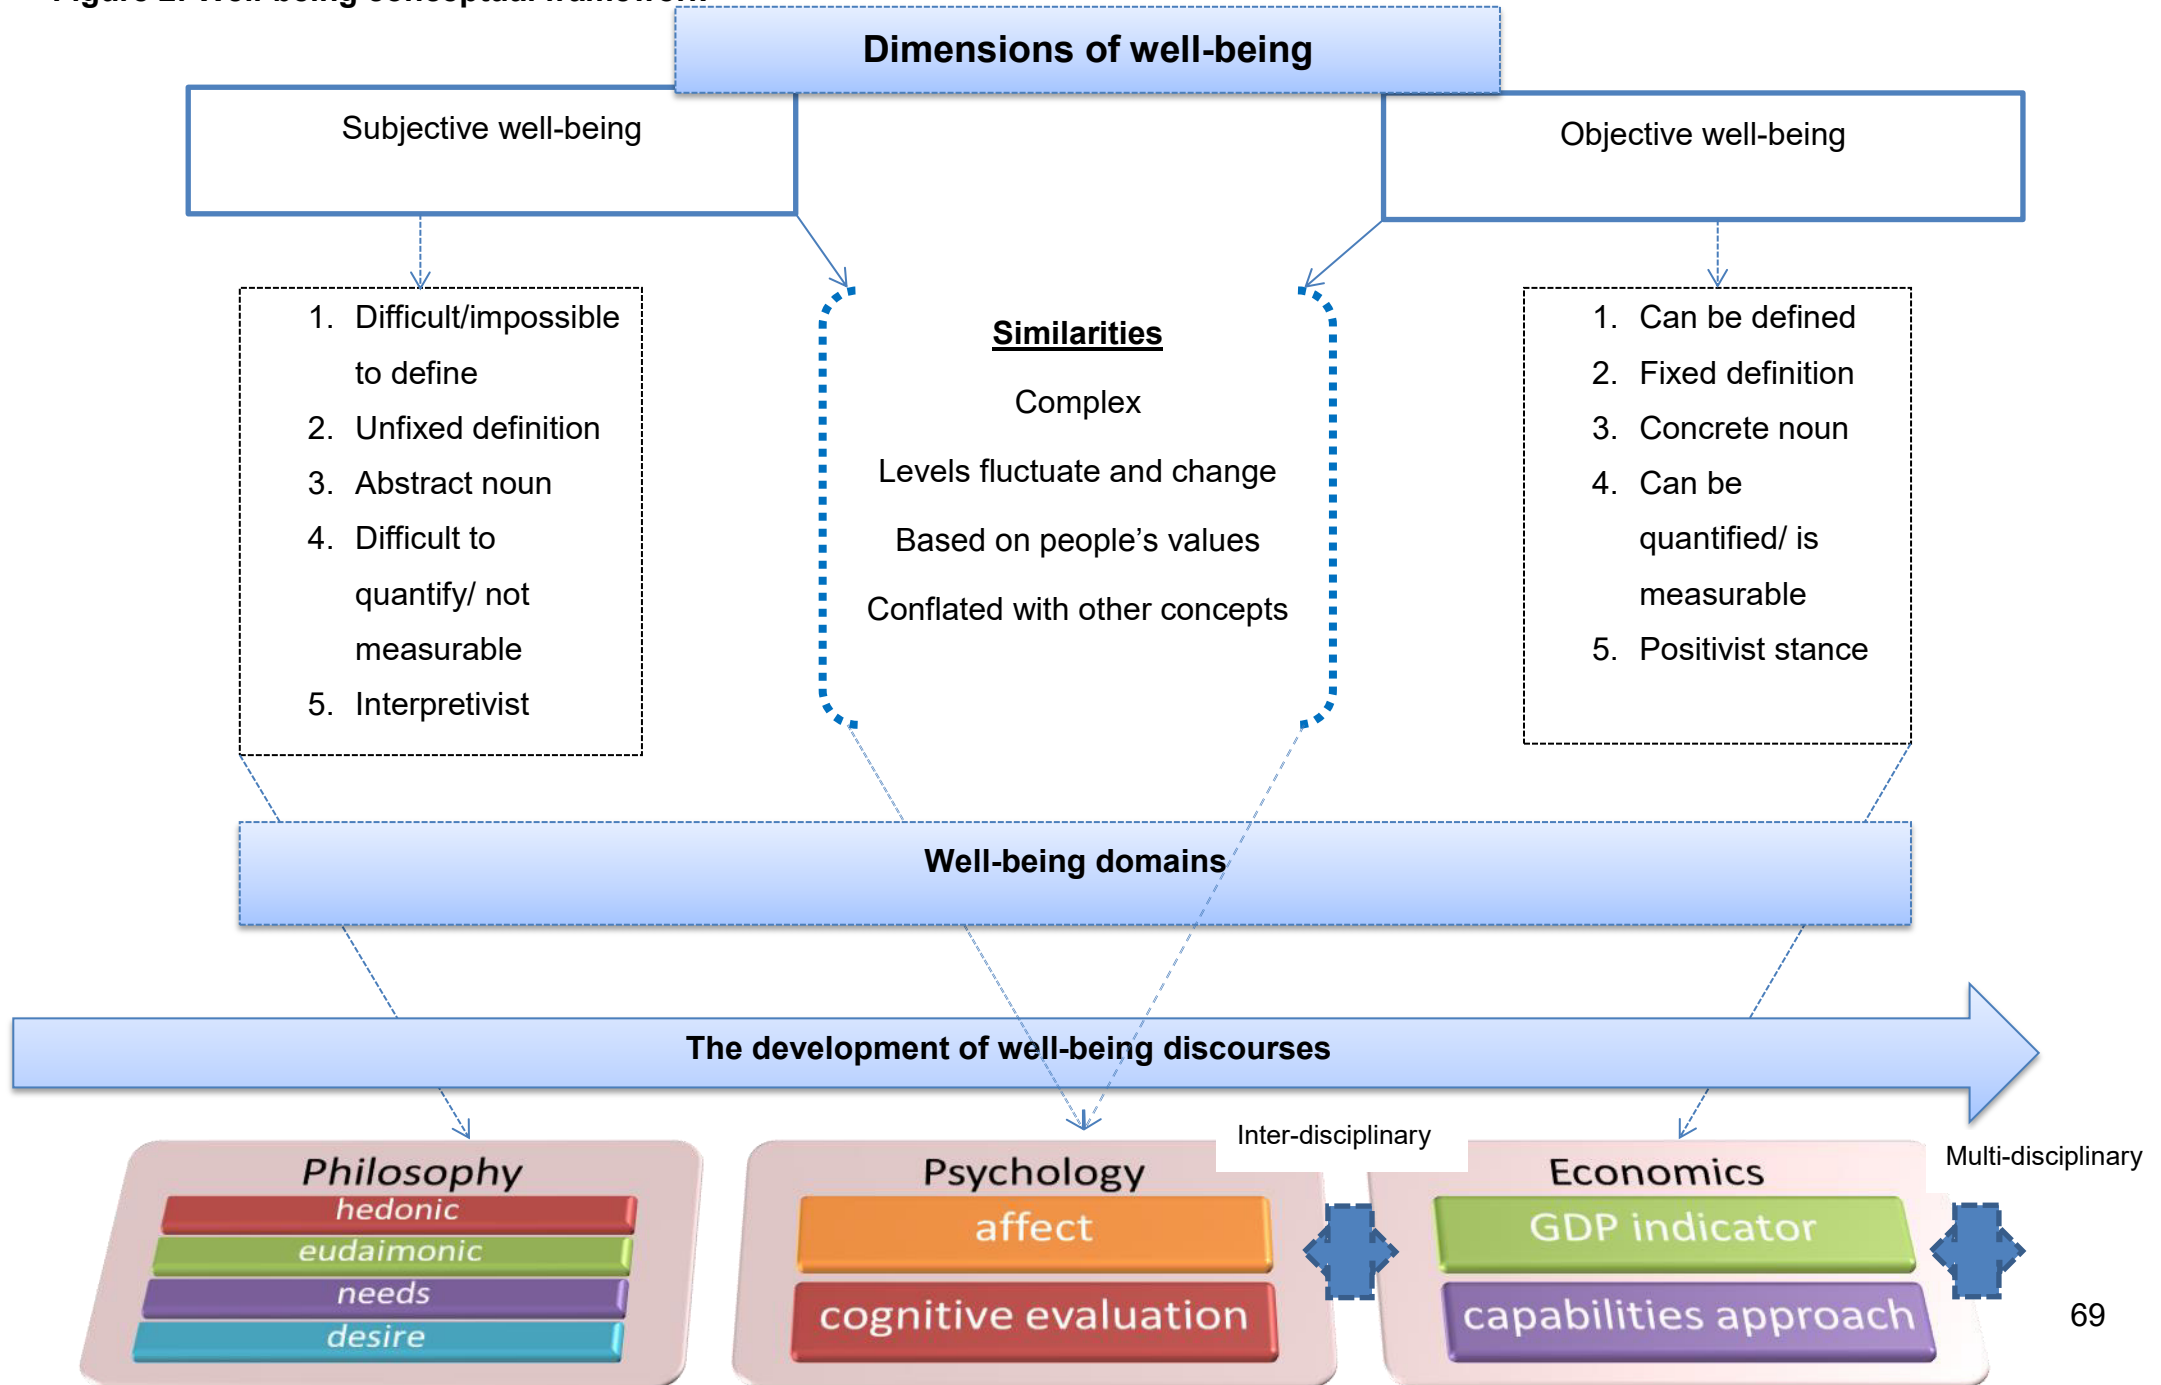 Dimensions of well-being
Subjective well-being
Objective well-being
1. Difficult/impossible
to define
2. Unfixed definition
3. Abstract noun
4. Difficult to
quantify/ not
measurable
5. Interpretivist
Similarities
Complex
Levels fluctuate and change
Based on people’s values
Conflated with other concepts
1. Can be defined
2. Fixed definition
3. Concrete noun
4. Can be
quantified/ is
measurable
5. Positivist stance
Well-being domains
The development of well-being discourses
Philosophy
hedonic
eudaimonic
needs
desire
Psychology
affect
cognitive evaluation
Inter-disciplinary
Economics
GDP indicator
capabilities approach
Multi-disciplinary
69